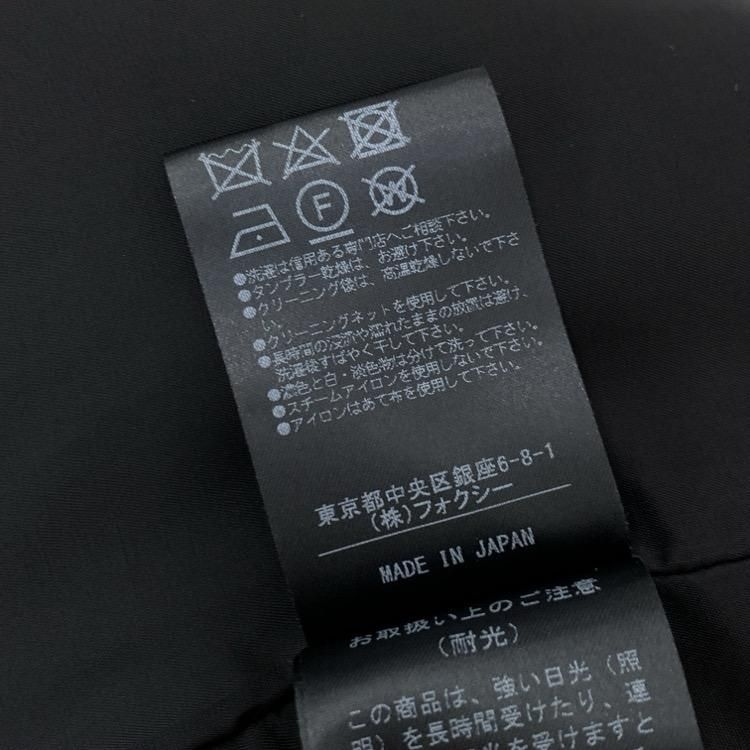 F
W
●洗濯は信用ある専門店へご相談下さい。
●タンブラー乾燥は、お避け下さい。
●クリーニング後は、高温乾燥しないで下さ
い。
●クリーニングネットを使用して下さい。
●長時間の浸漬や濡れたままの放置は避け、
洗濯後すばやく干して下さい。
●濃色と白・淡色物は分けて洗って下さい。
●スチームアイロンを使用しないで下さい。
●アイロンはあて布を使用して下さい。
東京都中央区銀座6-8-1
(株)フォクシー
MADE IN JAPAN
お取扱い上のご注意
(耐光)
この商品は、強い日光(照
明)を長時間受けたり、連
光を受けますと